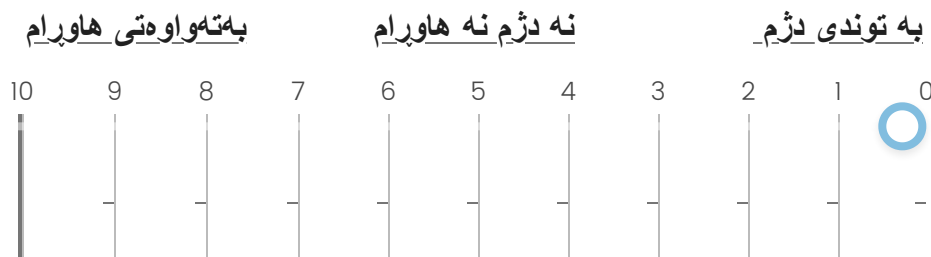 بە توندی دژم نە دژم نە هاوڕام بەتەواوەتی هاوڕام
10 9 8 7 6 5 4 3 2 1 0